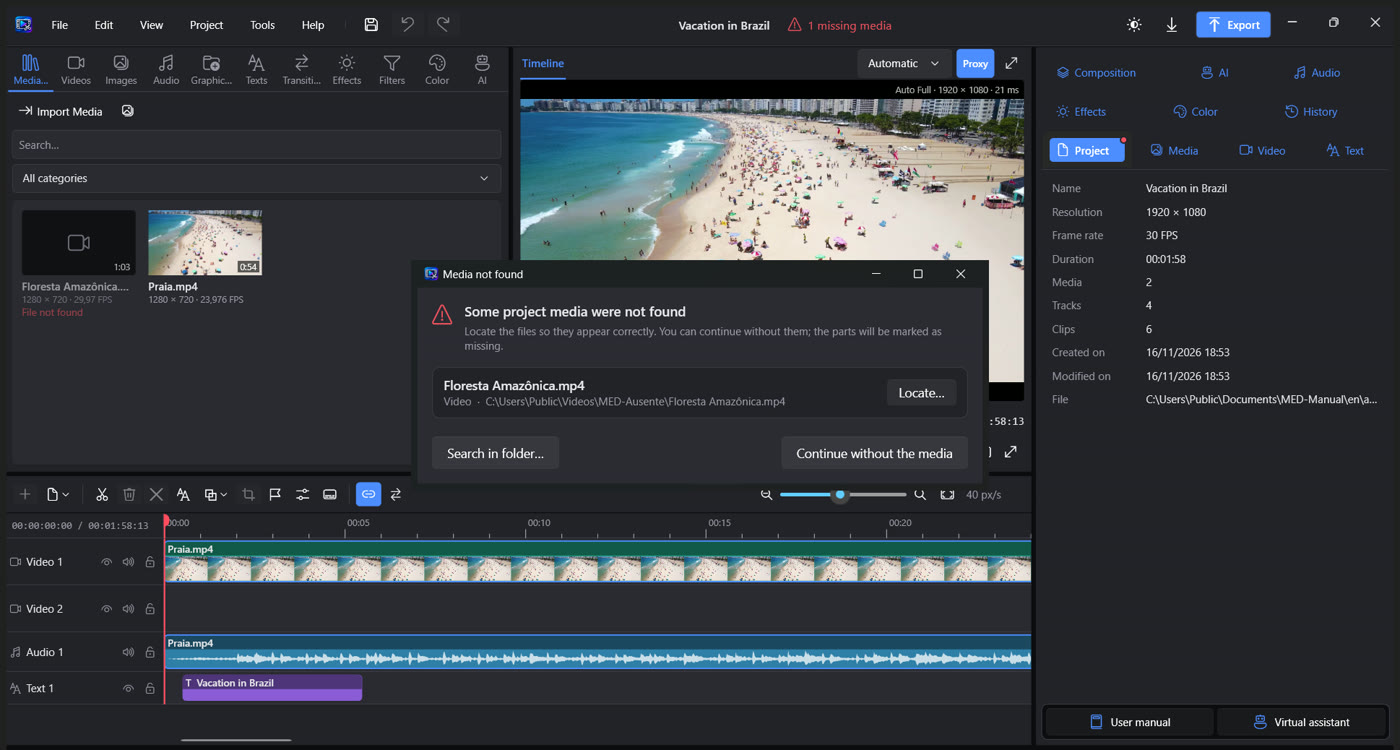 File Edit View Project Tools Help
Vacation in Brazil
1 missing media
Export
Media...
Videos
Images
Audio
Graphic...
Texts
Transiti...
Effects
Filters
Color
AI
Import Media
Search...
All categories
1:03
Floresta Amazônica....
1280 × 720 · 29,97 FPS
File not found
0:54
Praia.mp4
1280 × 720 · 23,976 FPS
Timeline
Automatic
Proxy
Auto Full · 1920 × 1080 · 21 ms
:58:13
Media not found
Some project media were not found
Locate the files so they appear correctly. You can continue without them; the parts will be marked as
missing.
Floresta Amazônica.mp4
Video · C:\Users\Public\Videos\MED-Ausente\Floresta Amazônica.mp4
Locate...
Search in folder...
Continue without the media
Composition
AI
Audio
Effects
Color
History
Project
Media
Video
Text
Name Vacation in Brazil
Resolution 1920 × 1080
Frame rate 30 FPS
Duration 00:01:58
Media 2
Tracks 4
Clips 6
Created on 16/11/2026 18:53
Modified on 16/11/2026 18:53
File C:\Users\Public\Documents\MED-Manual\en\a...
User manual
Virtual assistant
40 px/s
00:00:00:00 / 00:01:58:13
00:00 00:05 00:10 00:15 00:20
Video 1
Praia.mp4
Video 2
Audio 1
Praia.mp4
Text 1
T Vacation in Brazil